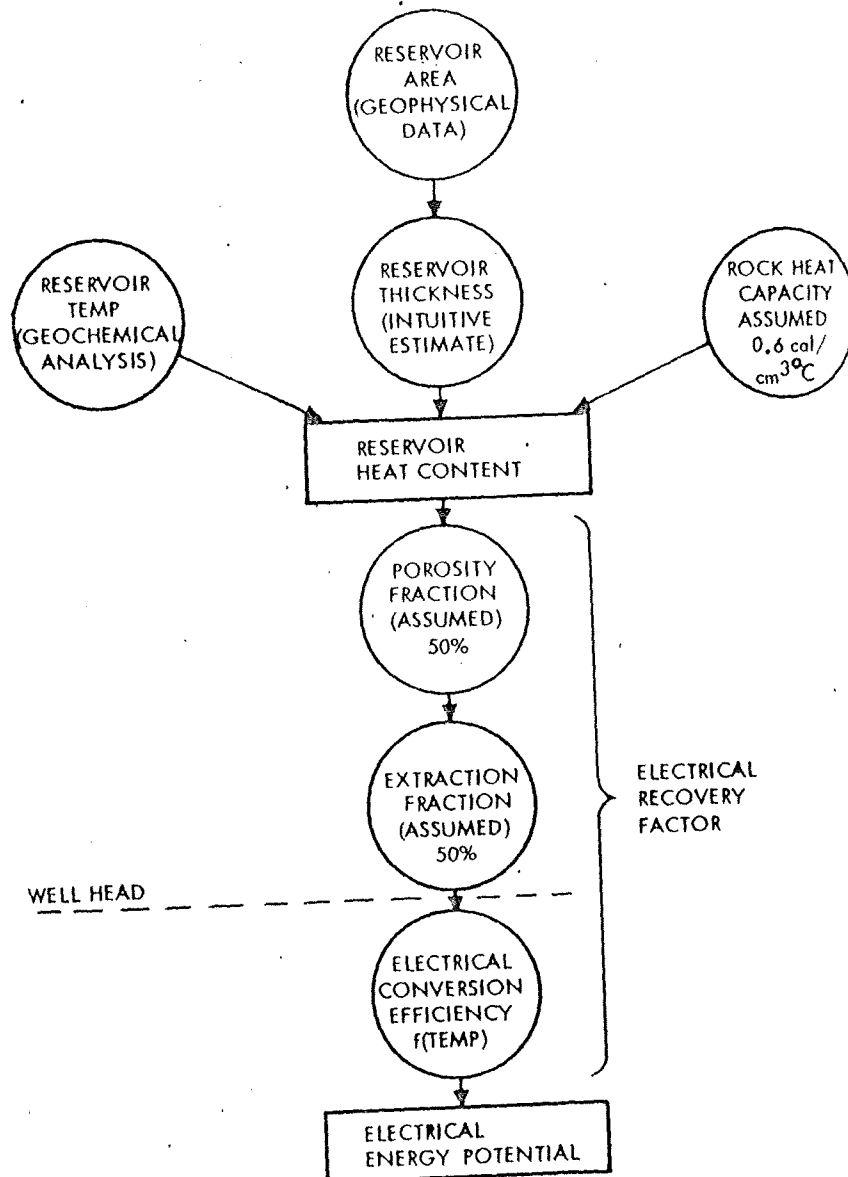 RESERVOIR
AREA
(GEOPHYSICAL
DATA)
RESERVOIR
TEMP
(GEOCHEMICAL
ANALYSIS)
RESERVOIR
THICKNESS
(INTUITIVE
ESTIMATE)
ROCK HEAT
CAPACITY
ASSUMED
0.6 cal/
cm³°C
RESERVOIR
HEAT CONTENT
POROSITY
FRACTION
(ASSUMED)
50%
EXTRACTION
FRACTION
(ASSUMED)
50%
ELECTRICAL
RECOVERY
FACTOR
WELL HEAD
ELECTRICAL
CONVERSION
EFFICIENCY
f(TEMP)
ELECTRICAL
ENERGY POTENTIAL